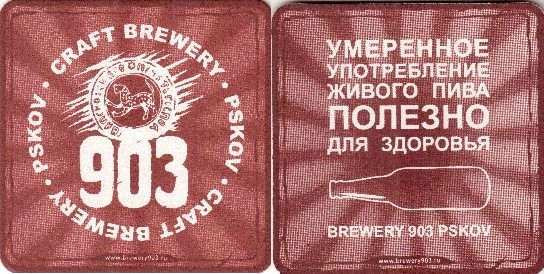 CRAFT BREWERY • PSKOV • CRAFT BREWERY • PSKOV •
903
www.brewery903.ru
УМЕРЕННОЕ
УПОТРЕБЛЕНИЕ
ЖИВОГО ПИВА
ПОЛЕЗНО
ДЛЯ ЗДОРОВЬЯ
BREWERY 903 PSKOV
www.brewery903.ru